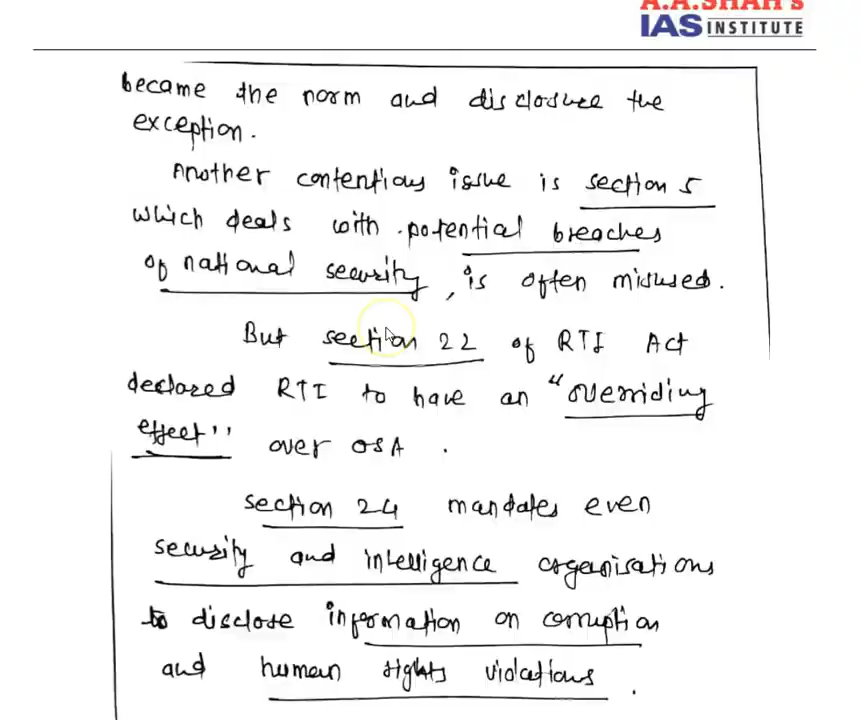 A.A.SHAH'S
IAS INSTITUTE
became the norm and disclosure the
exception.
Another contentious issue is section 5
which deals with potential breaches
of national security, is often misused.
But section 22 of RTI Act
declared RTI to have an "overriding
effect" over OSA.
section 24 mandates even
security and intelligence organisations
to disclose information on corruption
and human rights violations.